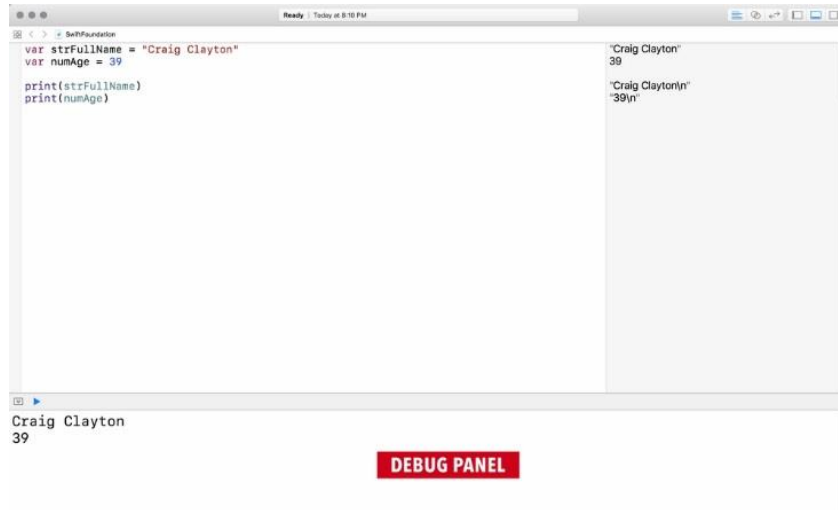 Ready | Today at 8:10 PM
SwiftFoundation
var strFullName = "Craig Clayton"
var numAge = 39
print(strFullName)
print(numAge)
"Craig Clayton"
39
"Craig Clayton\n"
"39\n"
Craig Clayton
39
DEBUG PANEL